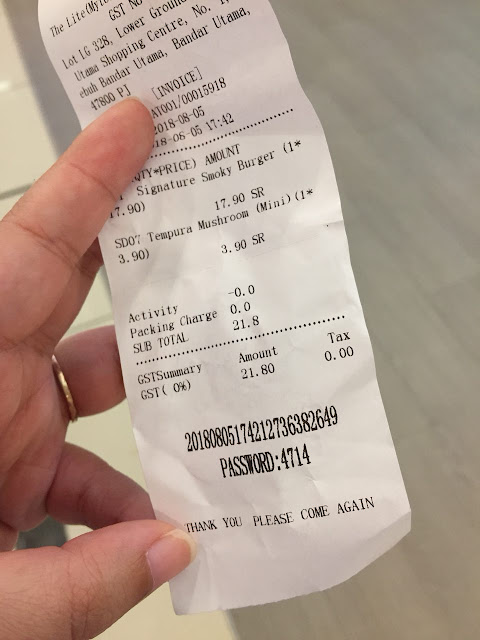 The Lite(MyTo
GST No
Lot LG 328, Lower Groun
Utama Shopping Centre, No. 1,
ebuh Bandar Utama, Bandar Utama,
47800 PJ
[INVOICE]
AT001/00015918
2018-08-05
18-06-05 17:42
QTY*PRICE) AMOUNT
Signature Smoky Burger (1*
17.90)
17.90 SR
SD07 Tempura Mushroom (Mini)(1*
3.90)
3.90 SR
Activity -0.0
Packing Charge 0.0
SUB TOTAL 21.8
GSTSummary Amount Tax
GST( 0%) 21.80 0.00
20180805174212736382649
PASSWORD:4714
THANK YOU PLEASE COME AGAIN